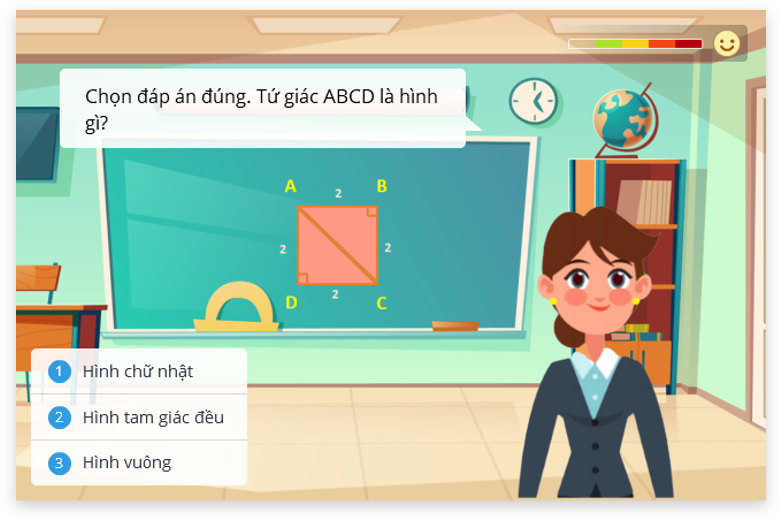 Chọn đáp án đúng. Tứ giác ABCD là hình
gì?
A
2
B
2
2
D
2
C
1 Hình chữ nhật
2 Hình tam giác đều
3 Hình vuông